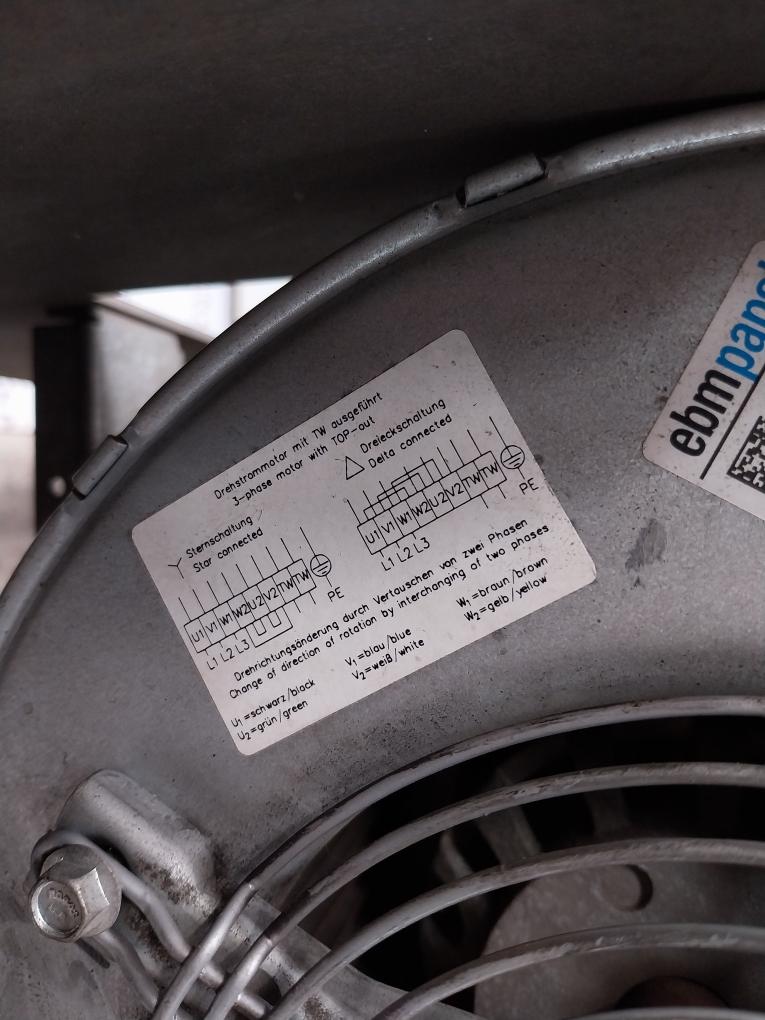 Drehstrommotor mit TW ausgeführt
3-phase motor with TOP-out
Sternschaltung
Star connected
U1 V1 W1 W2 U2 V2 TW TW
L1 L2 L3
PE
Dreieckschaltung
Delta connected
U1 V1 W1 W2 U2 V2 TW TW
L1 L2 L3
PE
Drehrichtungsänderung durch Vertauschen von zwei Phasen
Change of direction of rotation by interchanging of two phases
U1=schwarz/black V1=blau/blue W1=braun/brown
U2=grün/green V2=weiß/white W2=gelb/yellow
ebmpaps